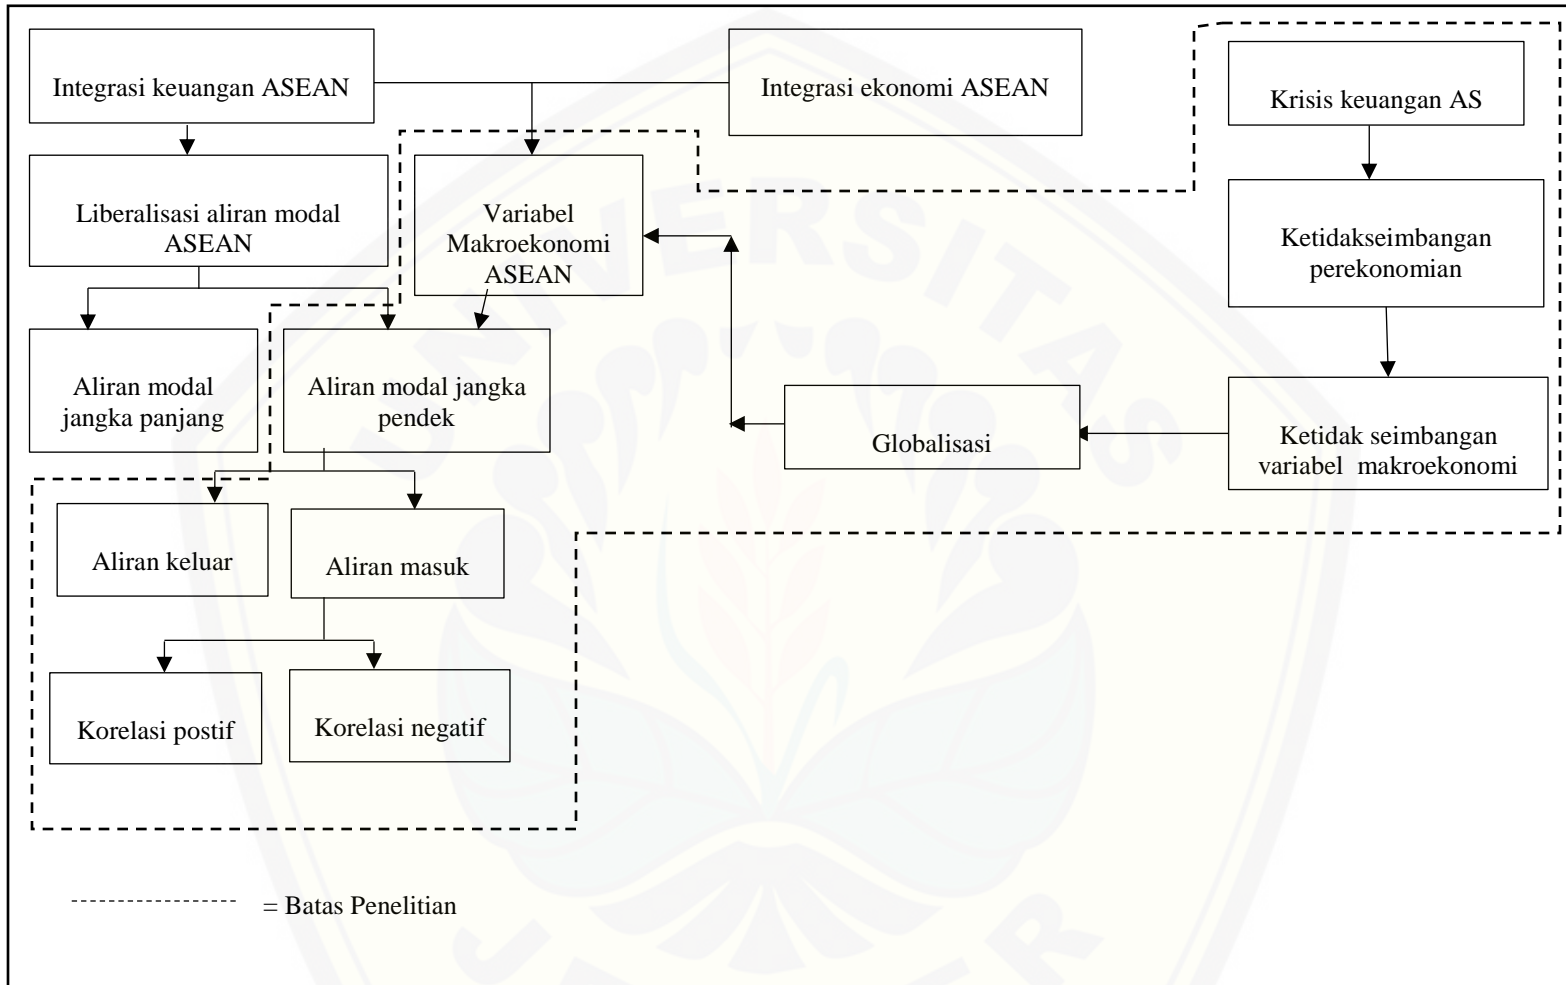 Integrasi keuangan ASEAN
Integrasi ekonomi ASEAN
Krisis keuangan AS
Liberalisasi aliran modal
ASEAN
Variabel
Makroekonomi
ASEAN
Ketidakseimbangan
perekonomian
Aliran modal
jangka panjang
Aliran modal jangka
pendek
Globalisasi
Ketidak seimbangan
variabel makroekonomi
Aliran keluar
Aliran masuk
Korelasi postif
Korelasi negatif
= Batas Penelitian
UNIVERSITAS